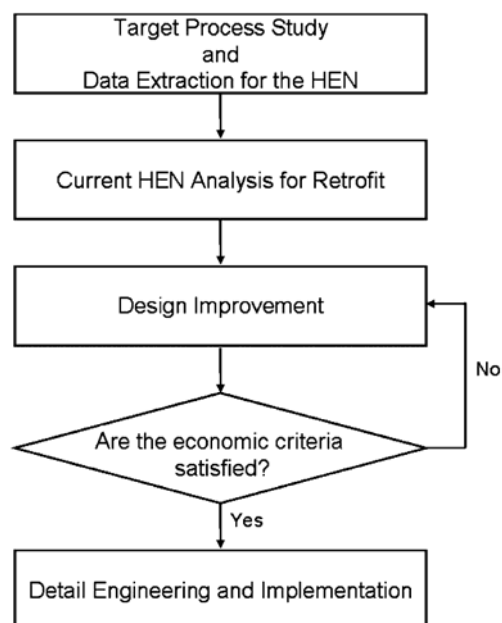 Target Process Study
and
Data Extraction for the HEN
Current HEN Analysis for Retrofit
Design Improvement
No
Are the economic criteria
satisfied?
Yes
Detail Engineering and Implementation